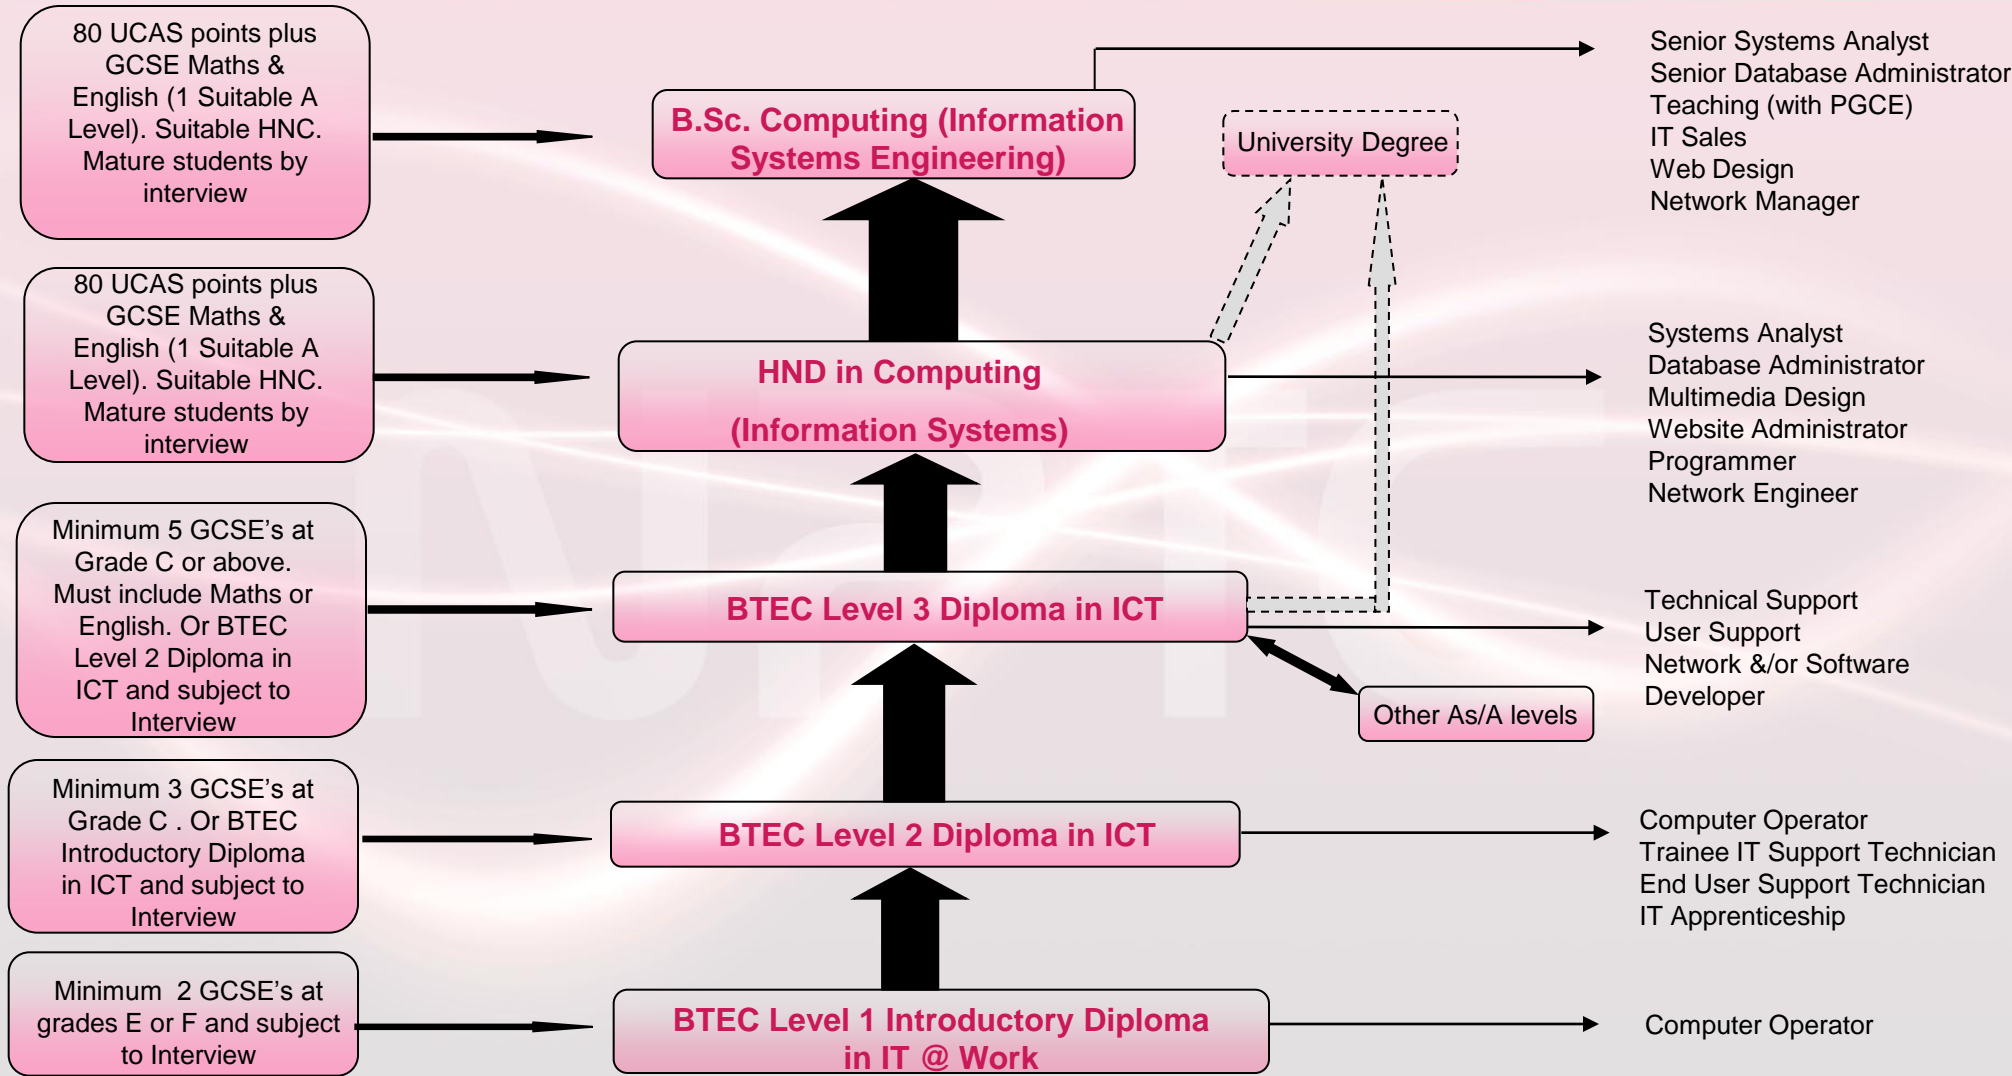 80 UCAS points plus
GCSE Maths &
English (1 Suitable A
Level). Suitable HNC.
Mature students by
interview
B.Sc. Computing (Information
Systems Engineering)
University Degree
Senior Systems Analyst
Senior Database Administrator
Teaching (with PGCE)
IT Sales
Web Design
Network Manager
80 UCAS points plus
GCSE Maths &
English (1 Suitable A
Level). Suitable HNC.
Mature students by
interview
HND in Computing
(Information Systems)
Systems Analyst
Database Administrator
Multimedia Design
Website Administrator
Programmer
Network Engineer
Minimum 5 GCSE’s at
Grade C or above.
Must include Maths or
English. Or BTEC
Level 2 Diploma in
ICT and subject to
Interview
BTEC Level 3 Diploma in ICT
Technical Support
User Support
Network &/or Software
Developer
Other As/A levels
Minimum 3 GCSE’s at
Grade C . Or BTEC
Introductory Diploma
in ICT and subject to
Interview
BTEC Level 2 Diploma in ICT
Computer Operator
Trainee IT Support Technician
End User Support Technician
IT Apprenticeship
Minimum  2 GCSE’s at
grades E or F and subject
to Interview
BTEC Level 1 Introductory Diploma
in IT @ Work
Computer Operator